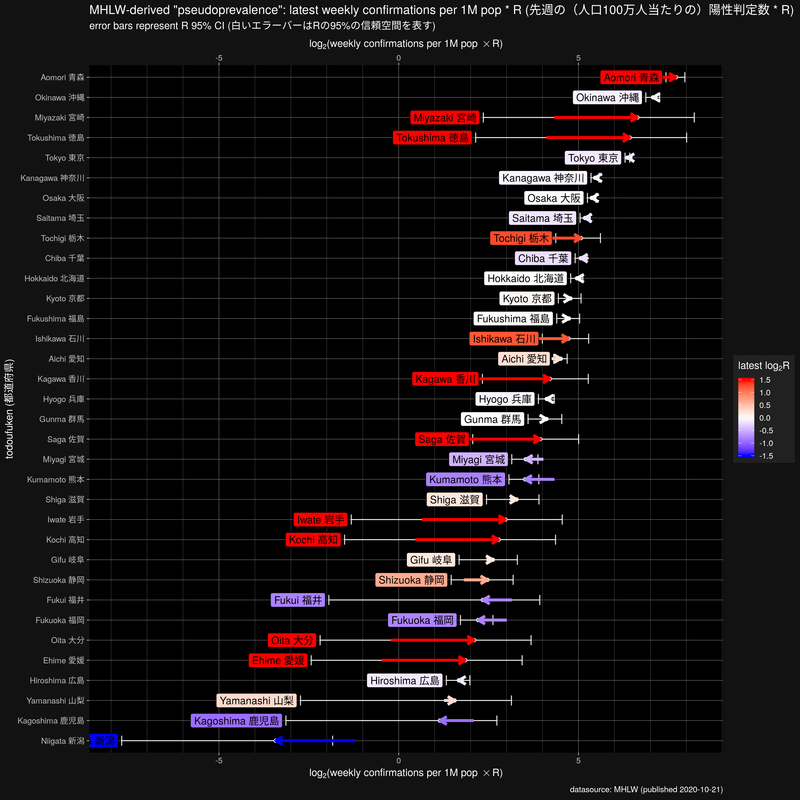 MHLW-derived "pseudoprevalence": latest weekly confirmations per 1M pop * R (先週の（人口100万人当たりの）陽性判定数 * R)
error bars represent R 95% CI (白いエラーバーはRの95%の信頼空間を表す)
log2(weekly confirmations per 1M pop × R)
-5 0 5
Aomori 青森 Aomori 青森
Okinawa 沖縄 Okinawa 沖縄
Miyazaki 宮崎 Miyazaki 宮崎
Tokushima 徳島 Tokushima 徳島
Tokyo 東京 Tokyo 東京
Kanagawa 神奈川 Kanagawa 神奈川
Osaka 大阪 Osaka 大阪
Saitama 埼玉 Saitama 埼玉
Tochigi 栃木 Tochigi 栃木
Chiba 千葉 Chiba 千葉
Hokkaido 北海道 Hokkaido 北海道
Kyoto 京都 Kyoto 京都
Fukushima 福島 Fukushima 福島
Ishikawa 石川 Ishikawa 石川
Aichi 愛知 Aichi 愛知
Kagawa 香川 Kagawa 香川
Hyogo 兵庫 Hyogo 兵庫
Gunma 群馬 Gunma 群馬
Saga 佐賀 Saga 佐賀
Miyagi 宮城 Miyagi 宮城
Kumamoto 熊本 Kumamoto 熊本
Shiga 滋賀 Shiga 滋賀
Iwate 岩手 Iwate 岩手
Kochi 高知 Kochi 高知
Gifu 岐阜 Gifu 岐阜
Shizuoka 静岡 Shizuoka 静岡
Fukui 福井 Fukui 福井
Fukuoka 福岡 Fukuoka 福岡
Oita 大分 Oita 大分
Ehime 愛媛 Ehime 愛媛
Hiroshima 広島 Hiroshima 広島
Yamanashi 山梨 Yamanashi 山梨
Kagoshima 鹿児島 Kagoshima 鹿児島
Niigata 新潟 新潟
-5 0 5
log2(weekly confirmations per 1M pop × R)
todoufuken (都道府県)
latest log2R
1.5
1.0
0.5
0.0
-0.5
-1.0
-1.5
datasource: MHLW (published 2020-10-21)